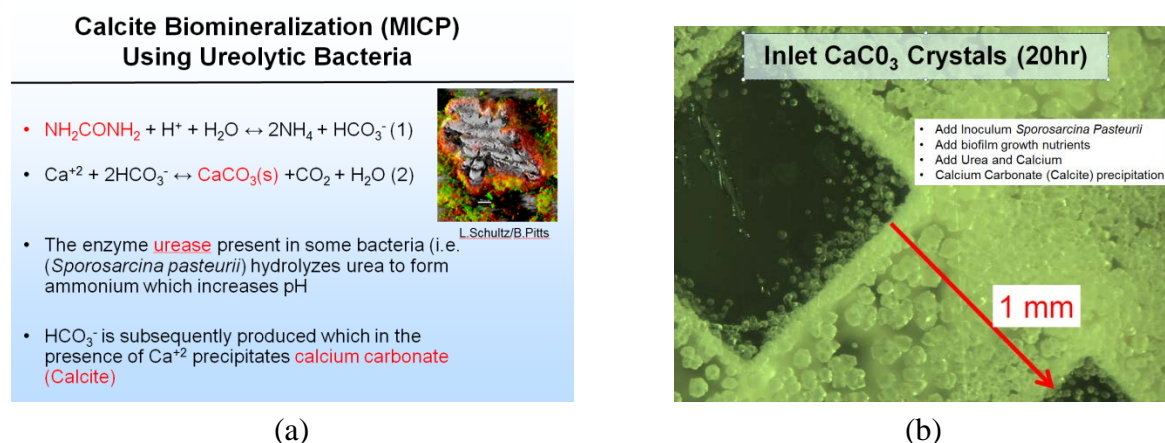 Calcite Biomineralization (MICP)
Using Ureolytic Bacteria
• NH₂CONH₂ + H⁺ + H₂O ↔ 2NH₄ + HCO₃⁻ (1)
• Ca⁺² + 2HCO₃⁻ ↔ CaCO₃(s) +CO₂ + H₂O (2)
L.Schultz/B.Pitts
• The enzyme urease present in some bacteria (i.e.
(Sporosarcina pasteurii) hydrolyzes urea to form
ammonium which increases pH
• HCO₃⁻ is subsequently produced which in the
presence of Ca⁺² precipitates calcium carbonate
(Calcite)
(a)
Inlet CaC0₃ Crystals (20hr)
• Add Inoculum Sporosarcina Pasteurii
• Add biofilm growth nutrients
• Add Urea and Calcium
• Calcium Carbonate (Calcite) precipitation
1 mm
(b)